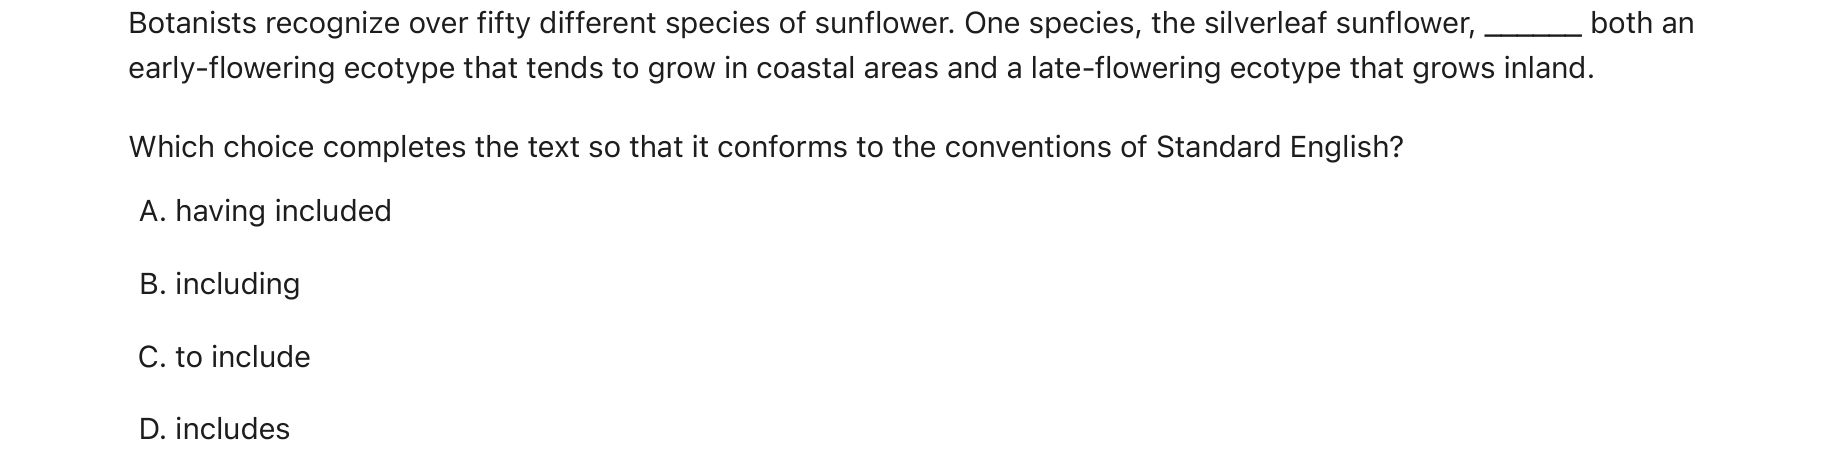 Botanists recognize over fifty different species of sunflower. One species, the silverleaf sunflower, ______ both an
early-flowering ecotype that tends to grow in coastal areas and a late-flowering ecotype that grows inland.
Which choice completes the text so that it conforms to the conventions of Standard English?
A. having included
B. including
C. to include
D. includes